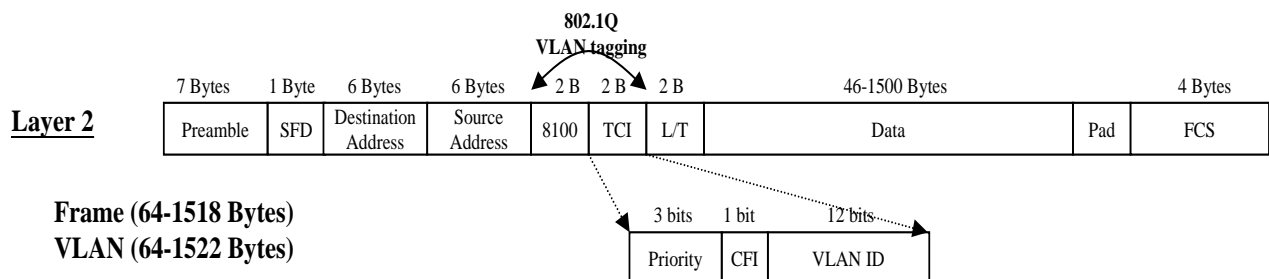 802.1Q
VLAN tagging
7 Bytes 1 Byte 6 Bytes 6 Bytes 2 B 2 B 2 B 46-1500 Bytes 4 Bytes
Layer 2
Preamble SFD Destination Address Source Address 8100 TCI L/T Data Pad FCS
Frame (64-1518 Bytes)
VLAN (64-1522 Bytes)
3 bits 1 bit 12 bits
Priority CFI VLAN ID